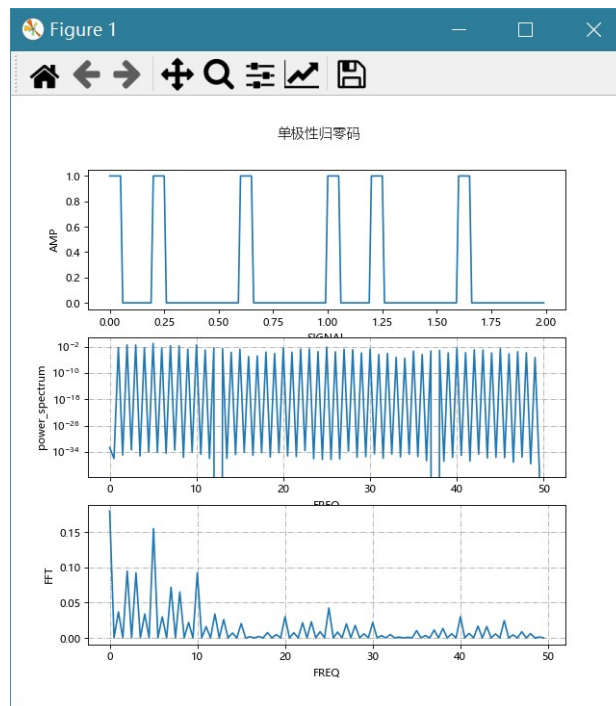 Figure 1
单极性归零码
1.0
0.8
0.6
0.4
0.2
0.0
AMP
0.00 0.25 0.50 0.75 1.00 1.25 1.50 1.75 2.00
SIGNAL
10⁻²
10⁻¹⁰
10⁻¹⁸
10⁻²⁶
10⁻³⁴
power_spectrum
0 10 20 30 40 50
FREQ
0.15
0.10
0.05
0.00
FFT
0 10 20 30 40 50
FREQ